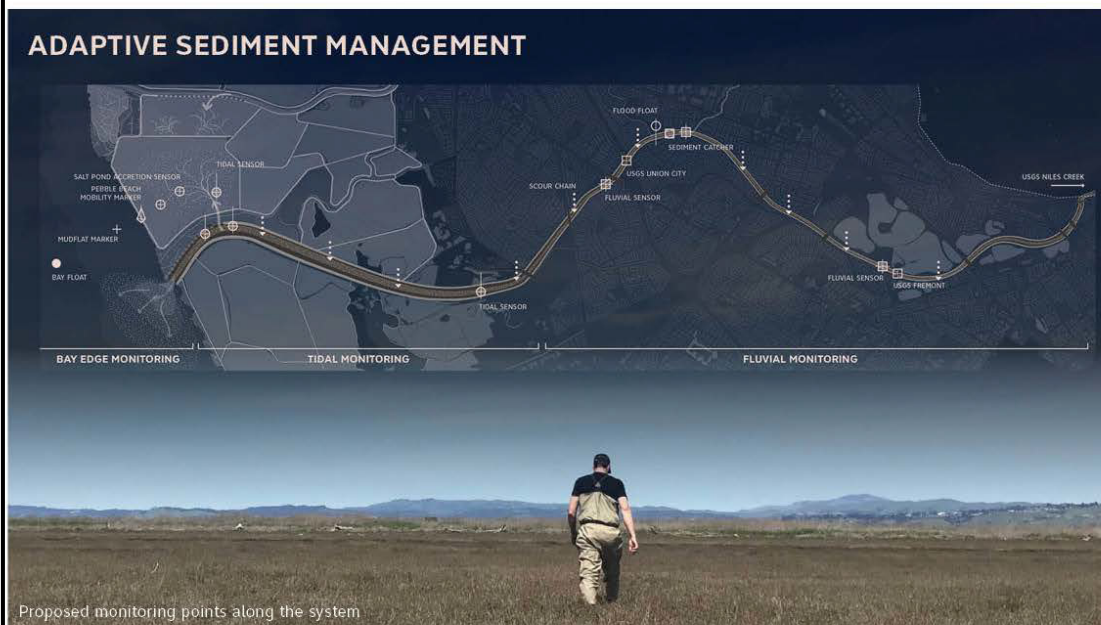 ADAPTIVE SEDIMENT MANAGEMENT
FLOOD FLOAT
SEDIMENT CATCHER
TIDAL SENSOR
SALT POND ACCRETION SENSOR
USGS UNION CITY
USGS NILES CREEK
PEBBLE BEACH
MOBILITY MARKER
SCOUR CHAIN
FLUVIAL SENSOR
MUDFLAT MARKER
BAY FLOAT
FLUVIAL SENSOR
USGS FREMONT
TIDAL SENSOR
BAY EDGE MONITORING
TIDAL MONITORING
FLUVIAL MONITORING
Proposed monitoring points along the system